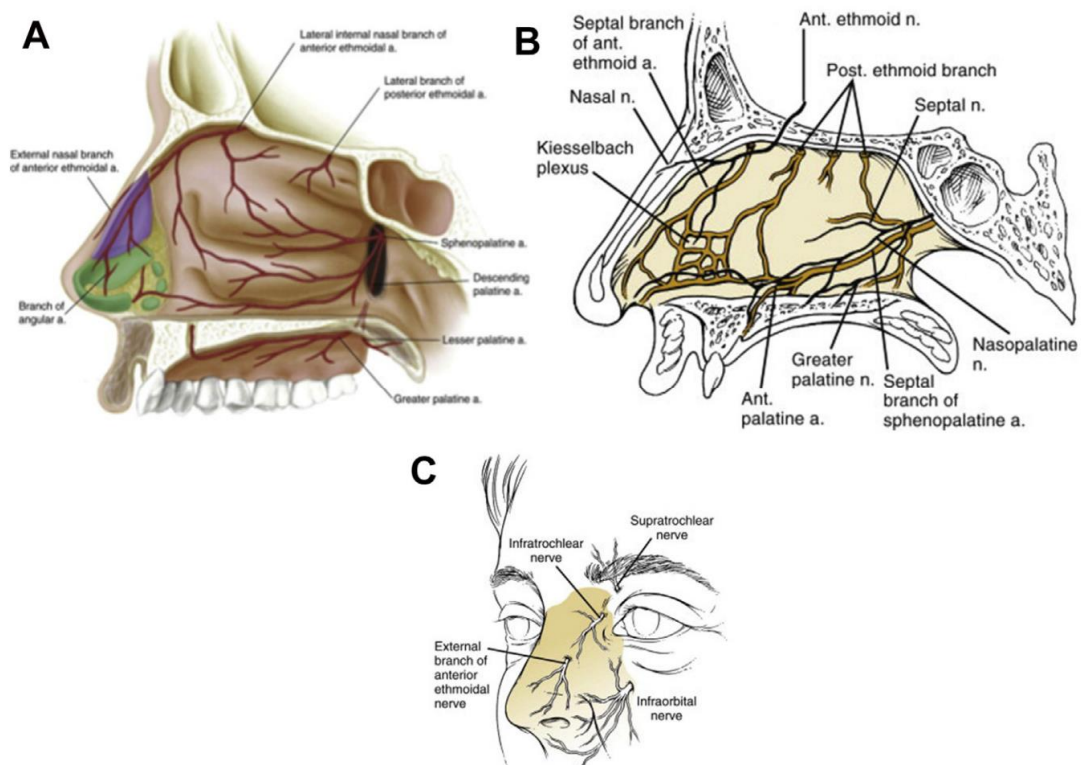 A
Lateral internal nasal branch of
anterior ethmoidal a.
Lateral branch of
posterior ethmoidal a.
External nasal branch
of anterior ethmoidal a.
Sphenopalatine a.
Descending
palatine a.
Branch of
angular a.
Lesser palatine a.
Greater palatine a.
B
Septal branch
of ant.
ethmoid a.
Ant. ethmoid n.
Nasal n.
Post. ethmoid branch
Septal n.
Kiesselbach
plexus
Nasopalatine
n.
Greater
palatine n.
Septal
branch of
sphenopalatine a.
Ant.
palatine a.
C
Supratrochlear
nerve
Infratrochlear
nerve
External
branch of
anterior
ethmoidal
nerve
Infraorbital
nerve